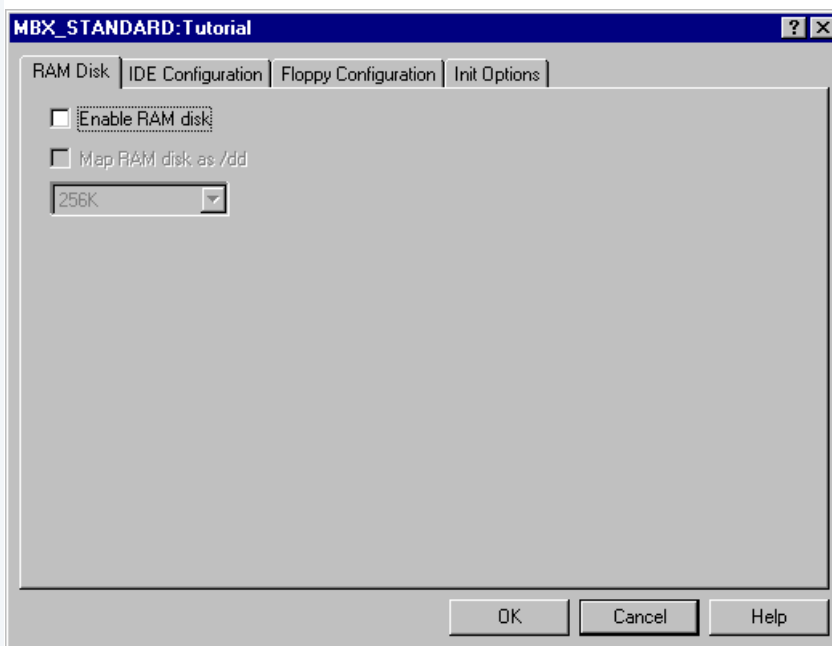 MBX_STANDARD:Tutorial
RAM Disk IDE Configuration Floppy Configuration Init Options
Enable RAM disk
Map RAM disk as /dd
256K
OK Cancel Help